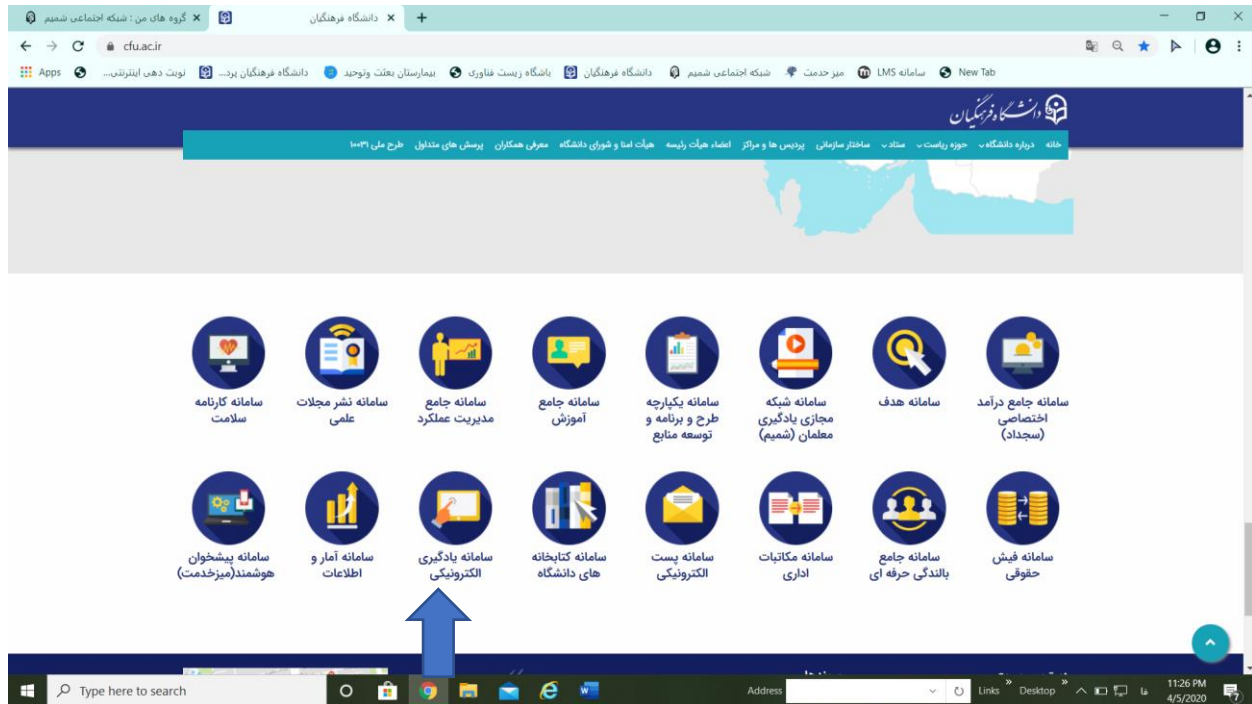 گروه های من : شبکه اجتماعی شمیم
دانشگاه فرهنگیان
cfu.ac.ir
Apps
نوبت دهی اینترنتی...
دانشگاه فرهنگیان پرد...
بیمارستان بعثت وتوحید
باشگاه زیست فناوری
دانشگاه فرهنگیان
شبکه اجتماعی شمیم
میز خدمت
سامانه LMS
New Tab
دانشگاه فرهنگیان
خانه درباره دانشگاه حوزه ریاست ستاد ساختار سازمانی پردیس ها و مراکز اعضاء هیأت رئیسه هیأت امنا و شورای دانشگاه معرفی همکاران پرسش های متداول طرح ملی ۱۰۰۳۱
سامانه جامع درآمد
اختصاصی
(سجداد)
سامانه هدف
سامانه شبکه
مجازی یادگیری
معلمان (شمیم)
سامانه یکپارچه
طرح و برنامه و
توسعه منابع
سامانه جامع
آموزش
سامانه جامع
مدیریت عملکرد
سامانه نشر مجلات
علمی
سامانه کارنامه
سلامت
سامانه فیش
حقوقی
سامانه جامع
بالندگی حرفه ای
سامانه مکاتبات
اداری
سامانه پست
الکترونیکی
سامانه کتابخانه
های دانشگاه
سامانه یادگیری
الکترونیکی
سامانه آمار و
اطلاعات
سامانه پیشخوان
هوشمند(میزخدمت)
Type here to search
Address
Links
Desktop
فا
11:26 PM
4/5/2020
7